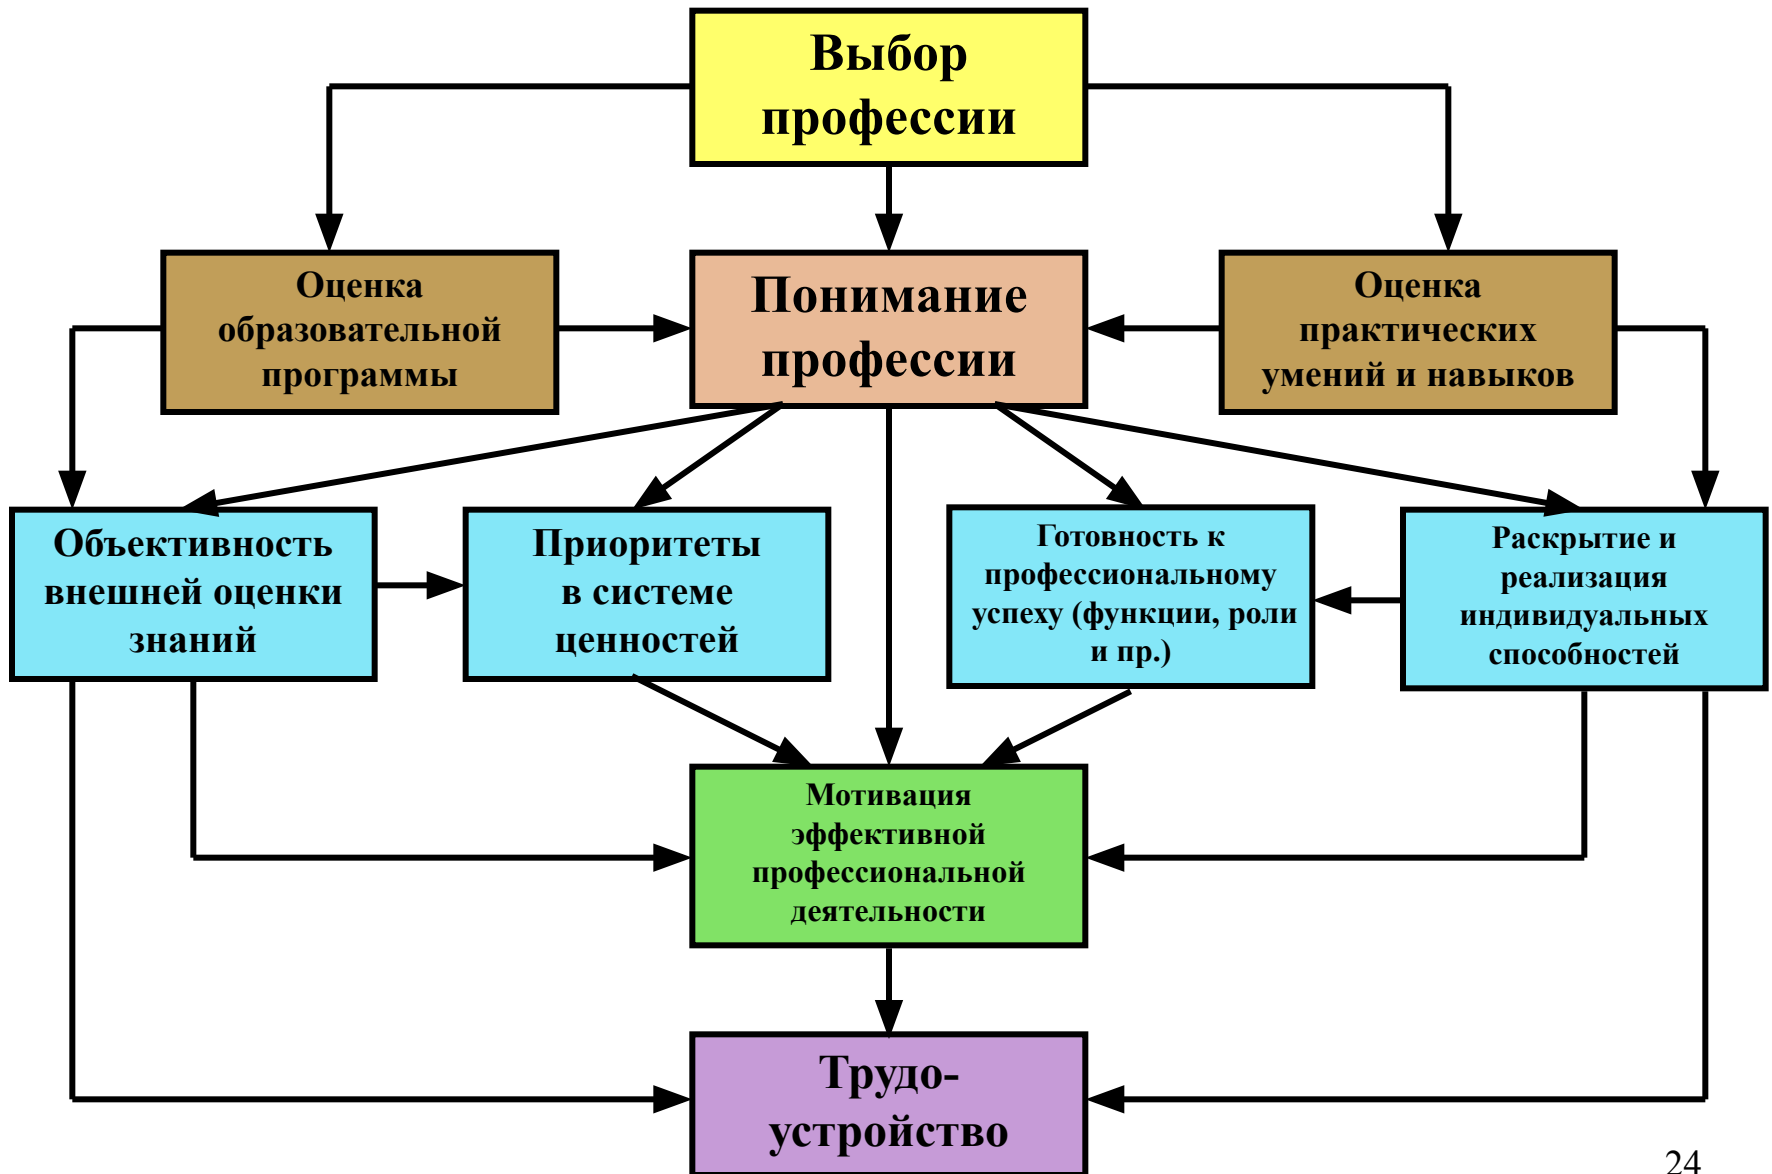 Выбор
профессии
Оценка
образовательной
программы
Понимание
профессии
Оценка
практических
умений и навыков
Объективность
внешней оценки
знаний
Приоритеты
в системе
ценностей
Готовность к
профессиональному
успеху (функции, роли
и пр.)
Раскрытие и
реализация
индивидуальных
способностей
Мотивация
эффективной
профессиональной
деятельности
Трудо-
устройство
24